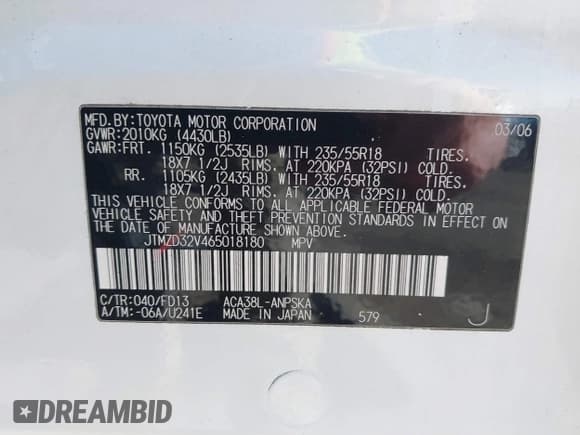 MFD.BY:TOYOTA MOTOR CORPORATION 03/06
GVWR:2010KG (4430LB)
GAWR:FRT. 1150KG (2535LB) WITH 235/55R18 TIRES,
18X7 1/2J RIMS, AT 220KPA (32PSI) COLD.
RR. 1105KG (2435LB) WITH 235/55R18 TIRES,
18X7 1/2J RIMS, AT 220KPA (32PSI) COLD.
THIS VEHICLE CONFORMS TO ALL APPLICABLE FEDERAL MOTOR
VEHICLE SAFETY AND THEFT PREVENTION STANDARDS IN EFFECT ON
THE DATE OF MANUFACTURE SHOWN ABOVE.
JTMZD32V465018180 MPV
C/TR:040/FD13 ACA38L-ANPSKA
A/TM:-06A/U241E MADE IN JAPAN 579 J
DREAMBID